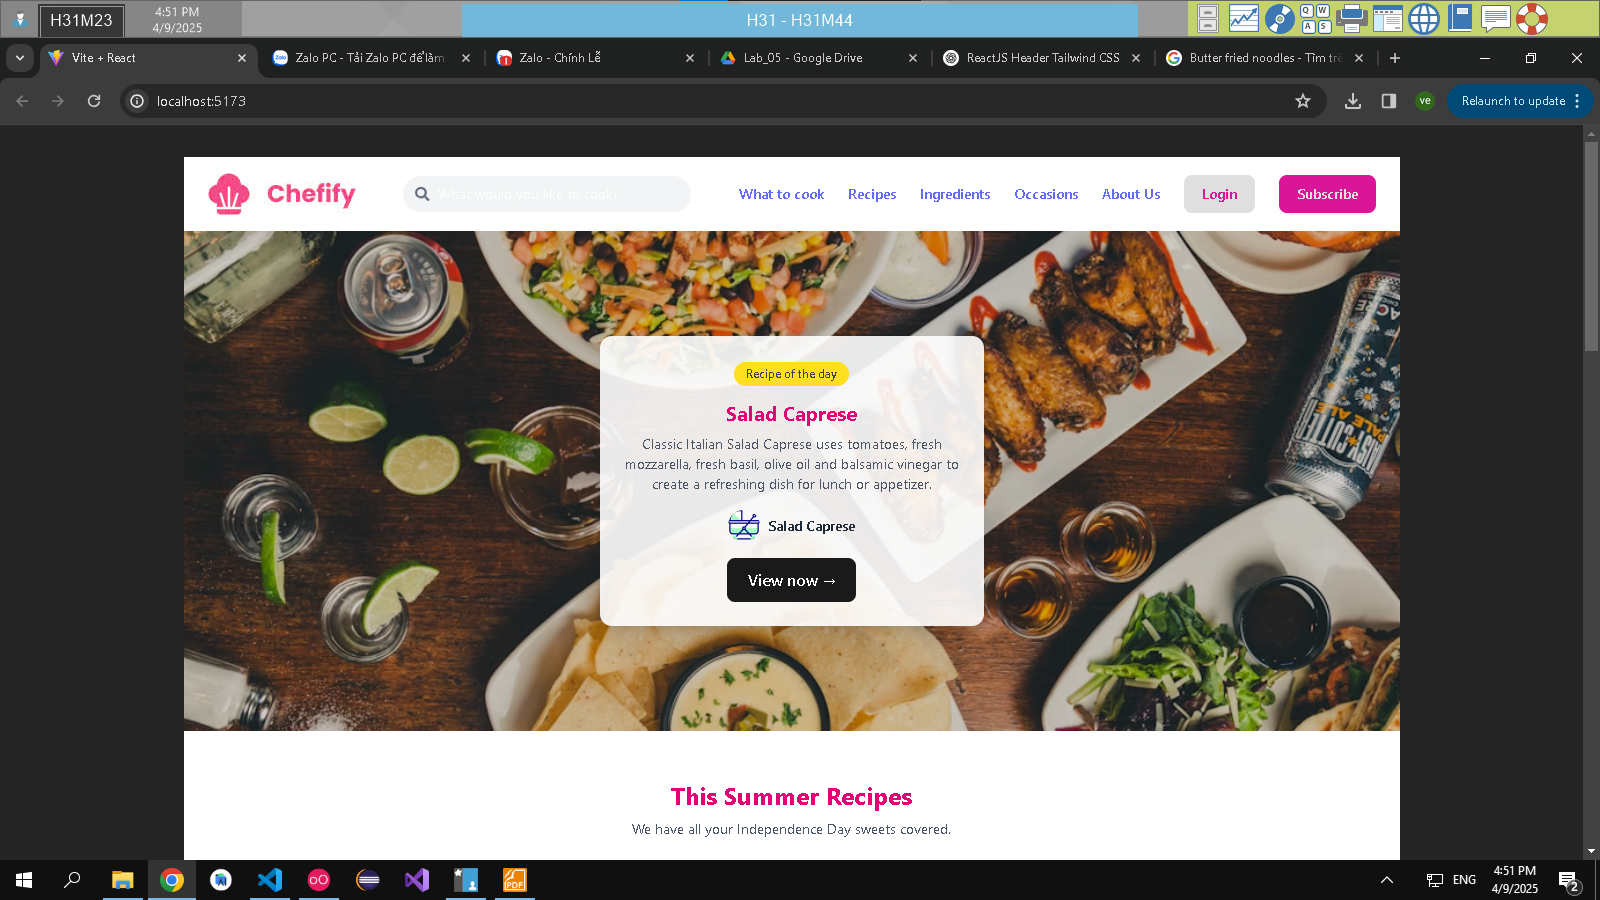 H31M23
4:51 PM
4/9/2025
H31 - H31M44
Q W
A S
Vite + React
Zalo PC - Tải Zalo PC để làm
Zalo - Chính Lễ
Lab_05 - Google Drive
ReactJS Header Tailwind CSS
Butter fried noodles - Tìm trê
localhost:5173
ve
Relaunch to update
Chefify
What would you like to cook?
What to cook
Recipes
Ingredients
Occasions
About Us
Login
Subscribe
Recipe of the day
Salad Caprese
Classic Italian Salad Caprese uses tomatoes, fresh
mozzarella, fresh basil, olive oil and balsamic vinegar to
create a refreshing dish for lunch or appetizer.
Salad Caprese
View now →
PALE ALE
This Summer Recipes
We have all your Independence Day sweets covered.
PDF
ENG
4:51 PM
4/9/2025
2